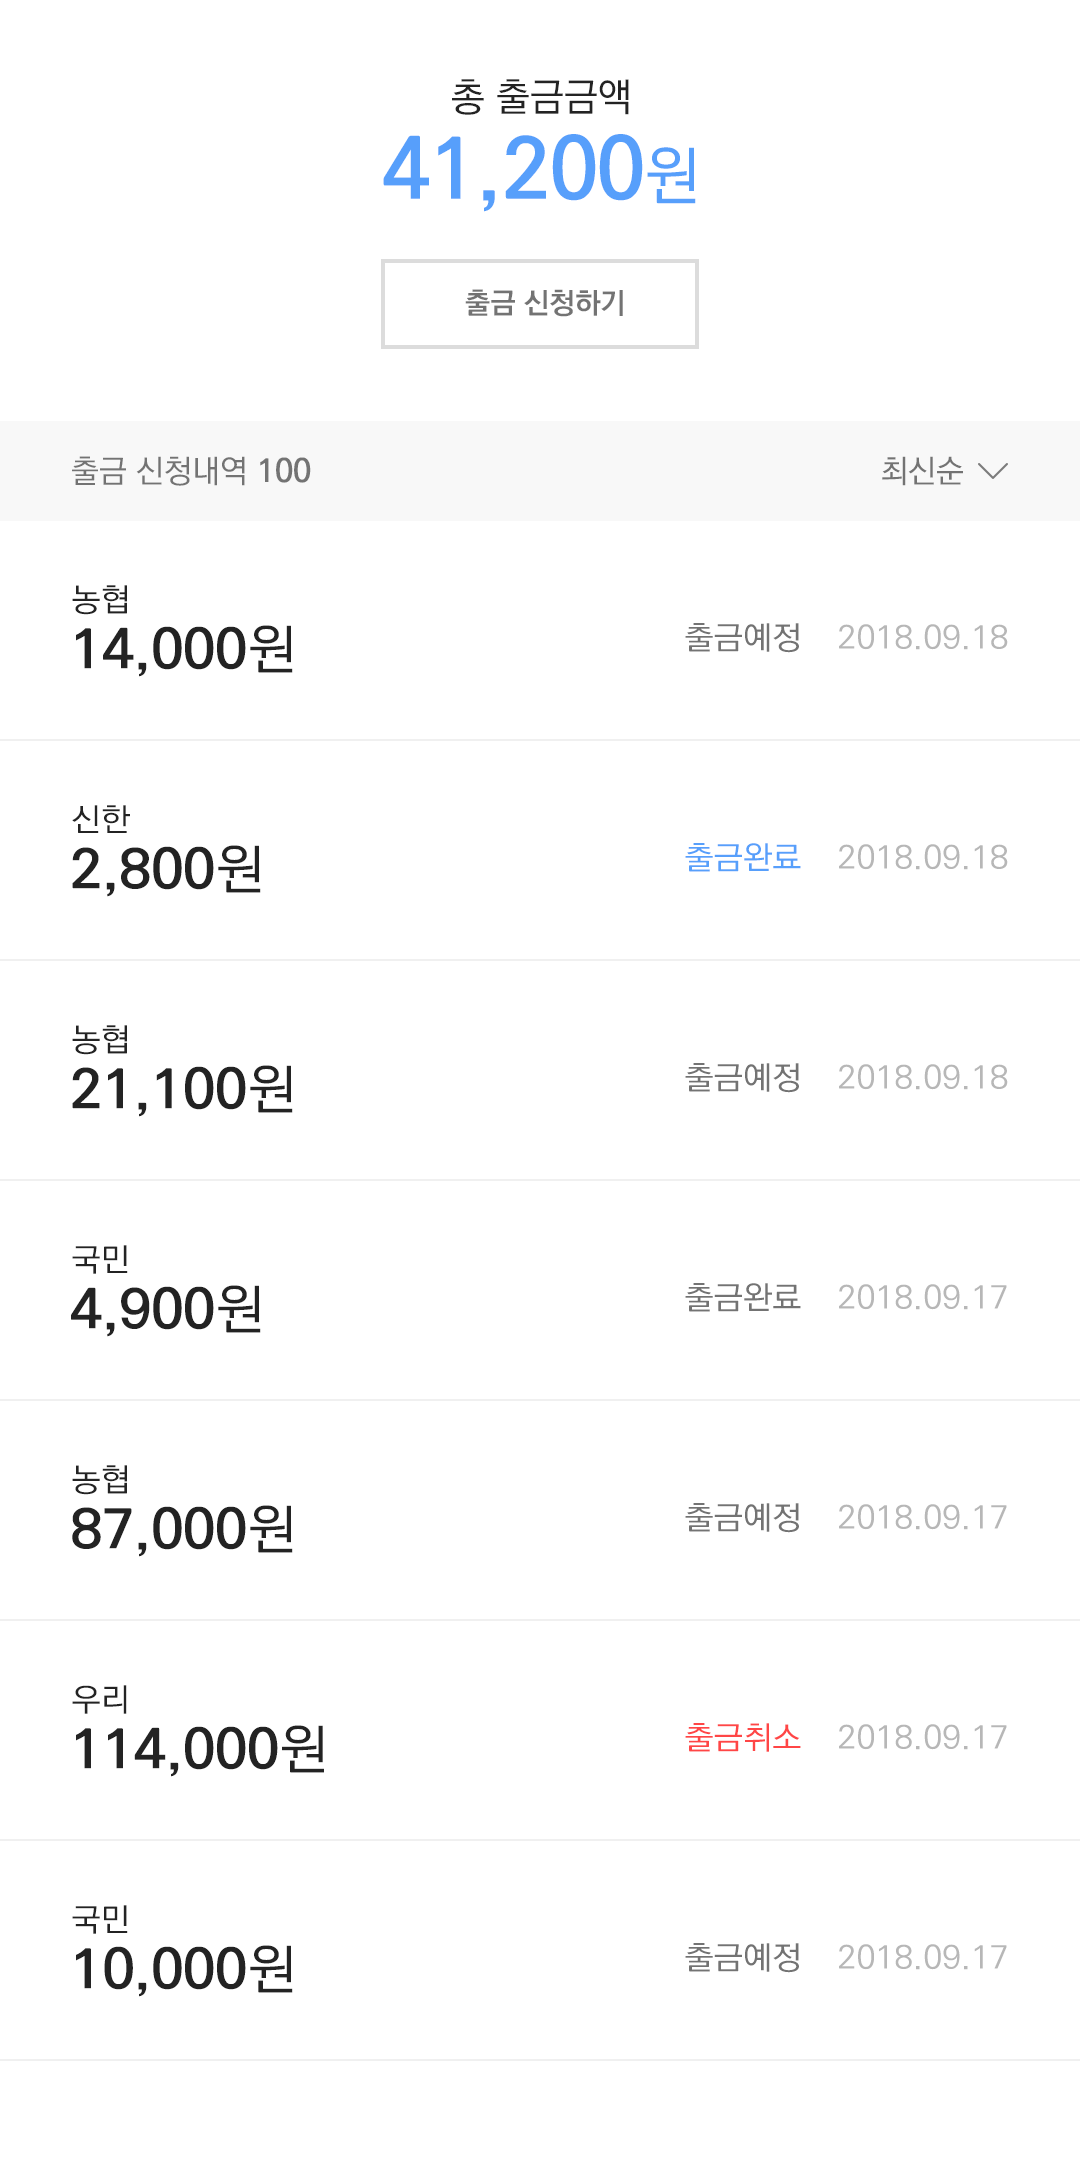 총 출금금액
41,200원
출금 신청하기
출금 신청내역 100 최신순
농협
14,000원 출금예정 2018.09.18
신한
2,800원 출금완료 2018.09.18
농협
21,100원 출금예정 2018.09.18
국민
4,900원 출금완료 2018.09.17
농협
87,000원 출금예정 2018.09.17
우리
114,000원 출금취소 2018.09.17
국민
10,000원 출금예정 2018.09.17